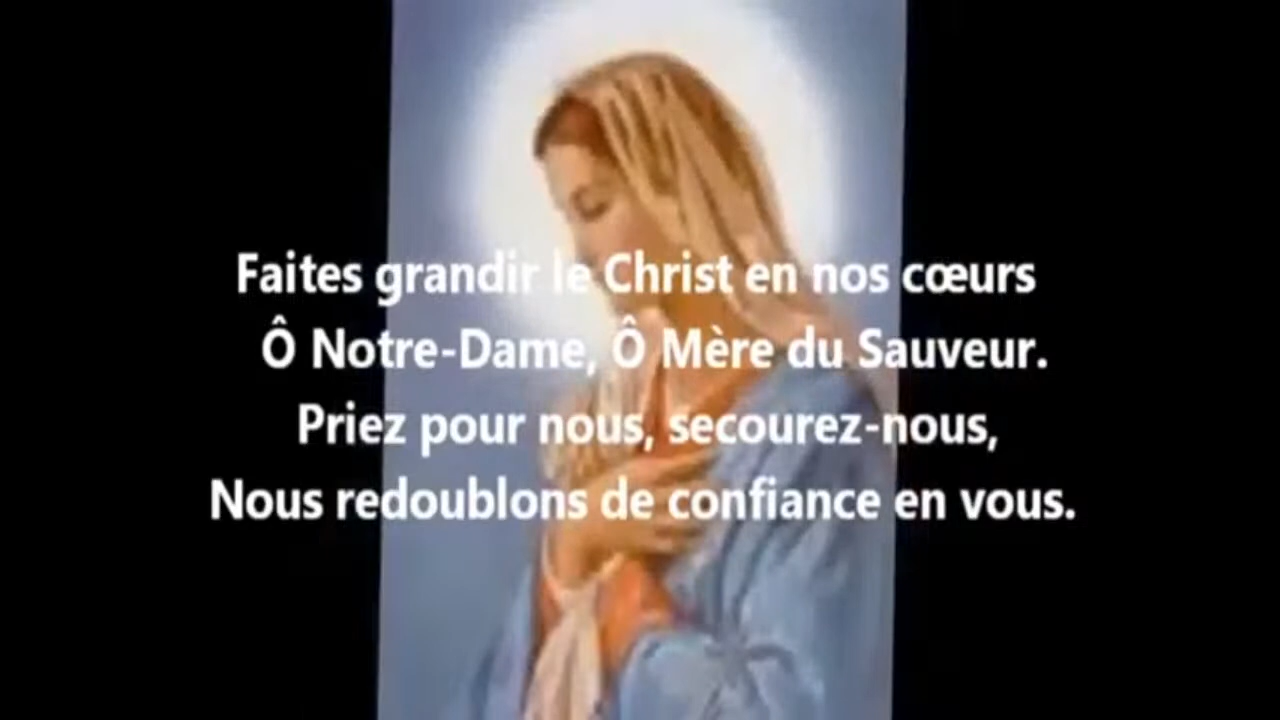 Faites grandir le Christ en nos cœurs
Ô Notre-Dame, Ô Mère du Sauveur.
Priez pour nous, secourez-nous,
Nous redoublons de confiance en vous.